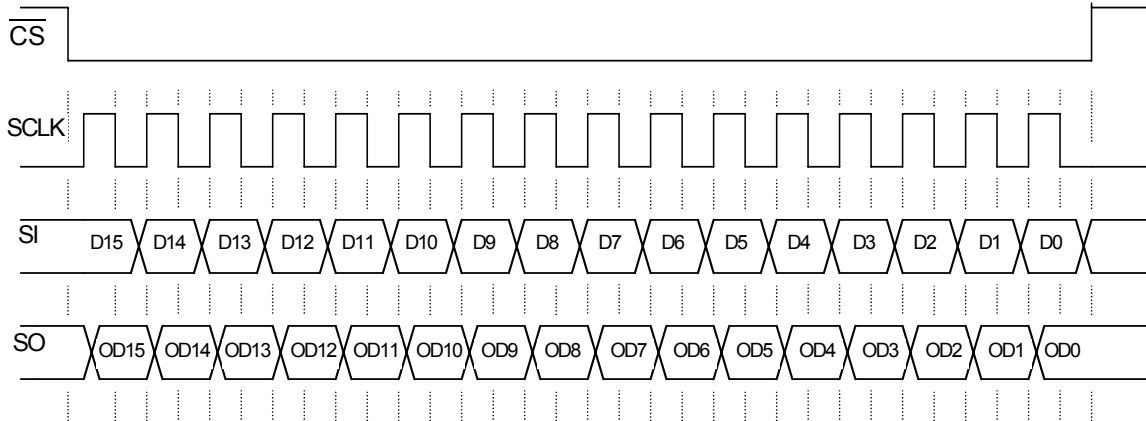 CS
SCLK
SI D15 D14 D13 D12 D11 D10 D9 D8 D7 D6 D5 D4 D3 D2 D1 D0
SO OD15 OD14 OD13 OD12 OD11 OD10 OD9 OD8 OD7 OD6 OD5 OD4 OD3 OD2 OD1 OD0